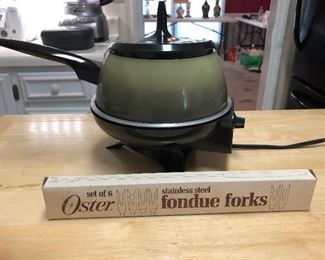 set of 6
Oster
stainless steel
fondue forks